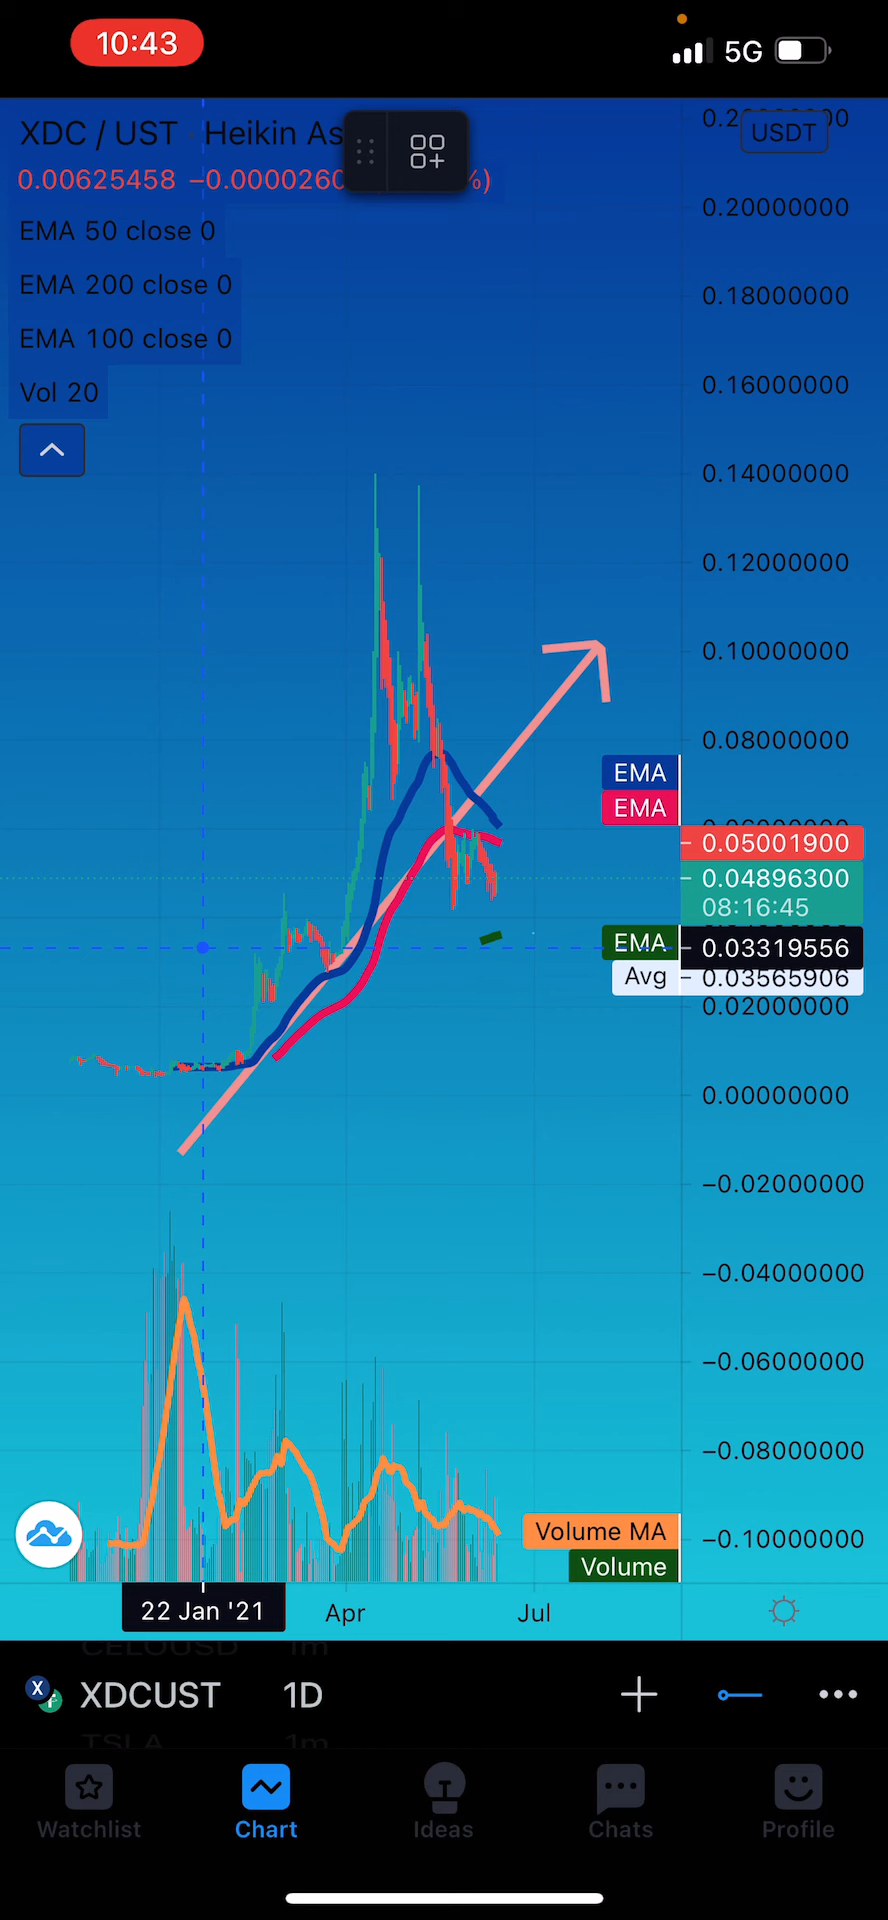 10:43
5G
XDC / UST · Heikin As
USDT
0.00625458 −0.0000260 %)
EMA 50 close 0
EMA 200 close 0
EMA 100 close 0
Vol 20
0.20000000
0.18000000
0.16000000
0.14000000
0.12000000
0.10000000
0.08000000
EMA
EMA
0.05001900
0.04896300
08:16:45
EMA
0.03319556
Avg
0.03565906
0.02000000
0.00000000
−0.02000000
−0.04000000
−0.06000000
−0.08000000
Volume MA
−0.10000000
Volume
22 Jan '21
Apr
Jul
CELOUSD 1m
XDCUST 1D
TSLA 1m
Watchlist
Chart
Ideas
Chats
Profile